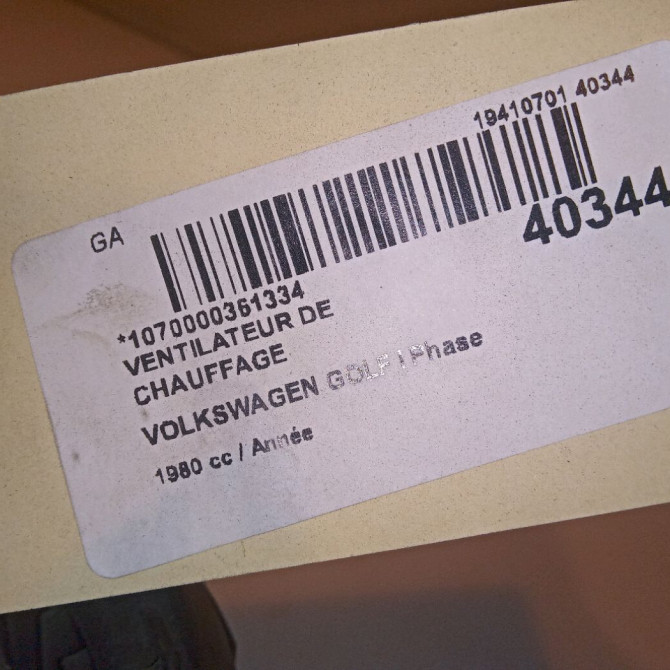 19410701 40344
GA
40344
*1070000361334
VENTILATEUR DE
CHAUFFAGE
VOLKSWAGEN GOLF I Phase
1980 cc / Année